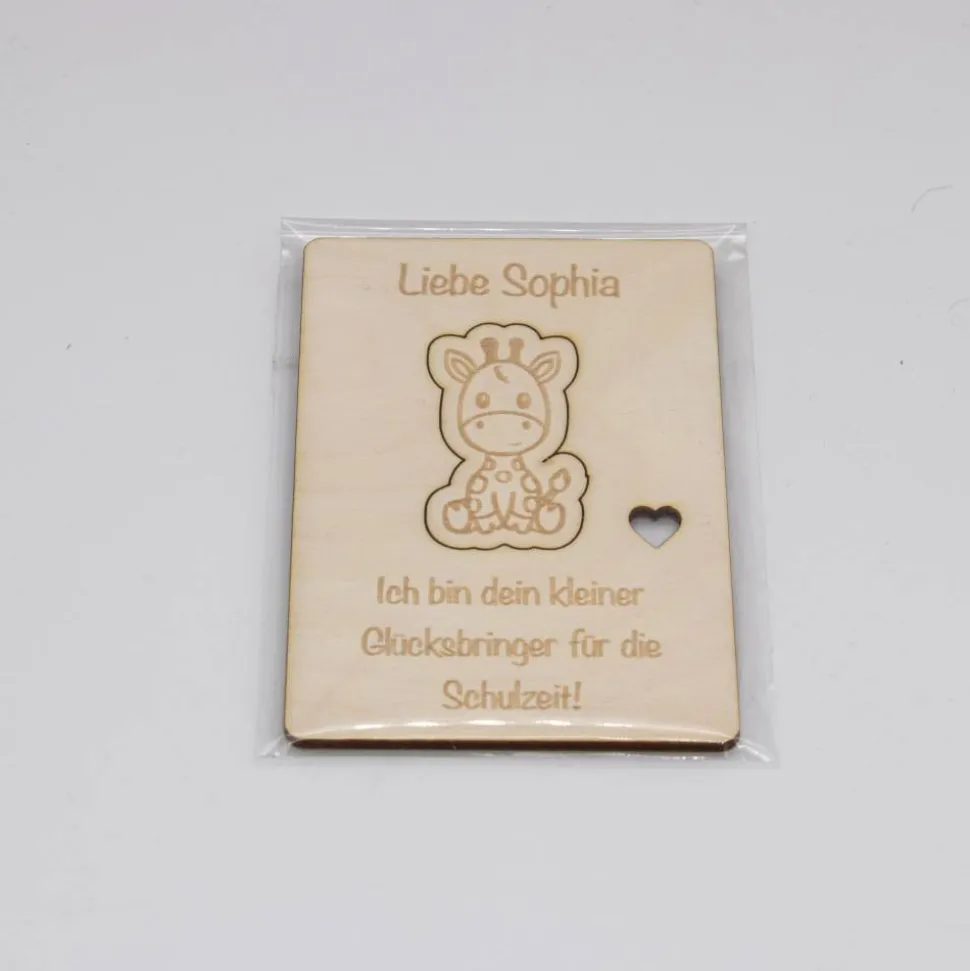 Liebe Sophia
Ich bin dein kleiner
Glücksbringer für die
Schulzeit!